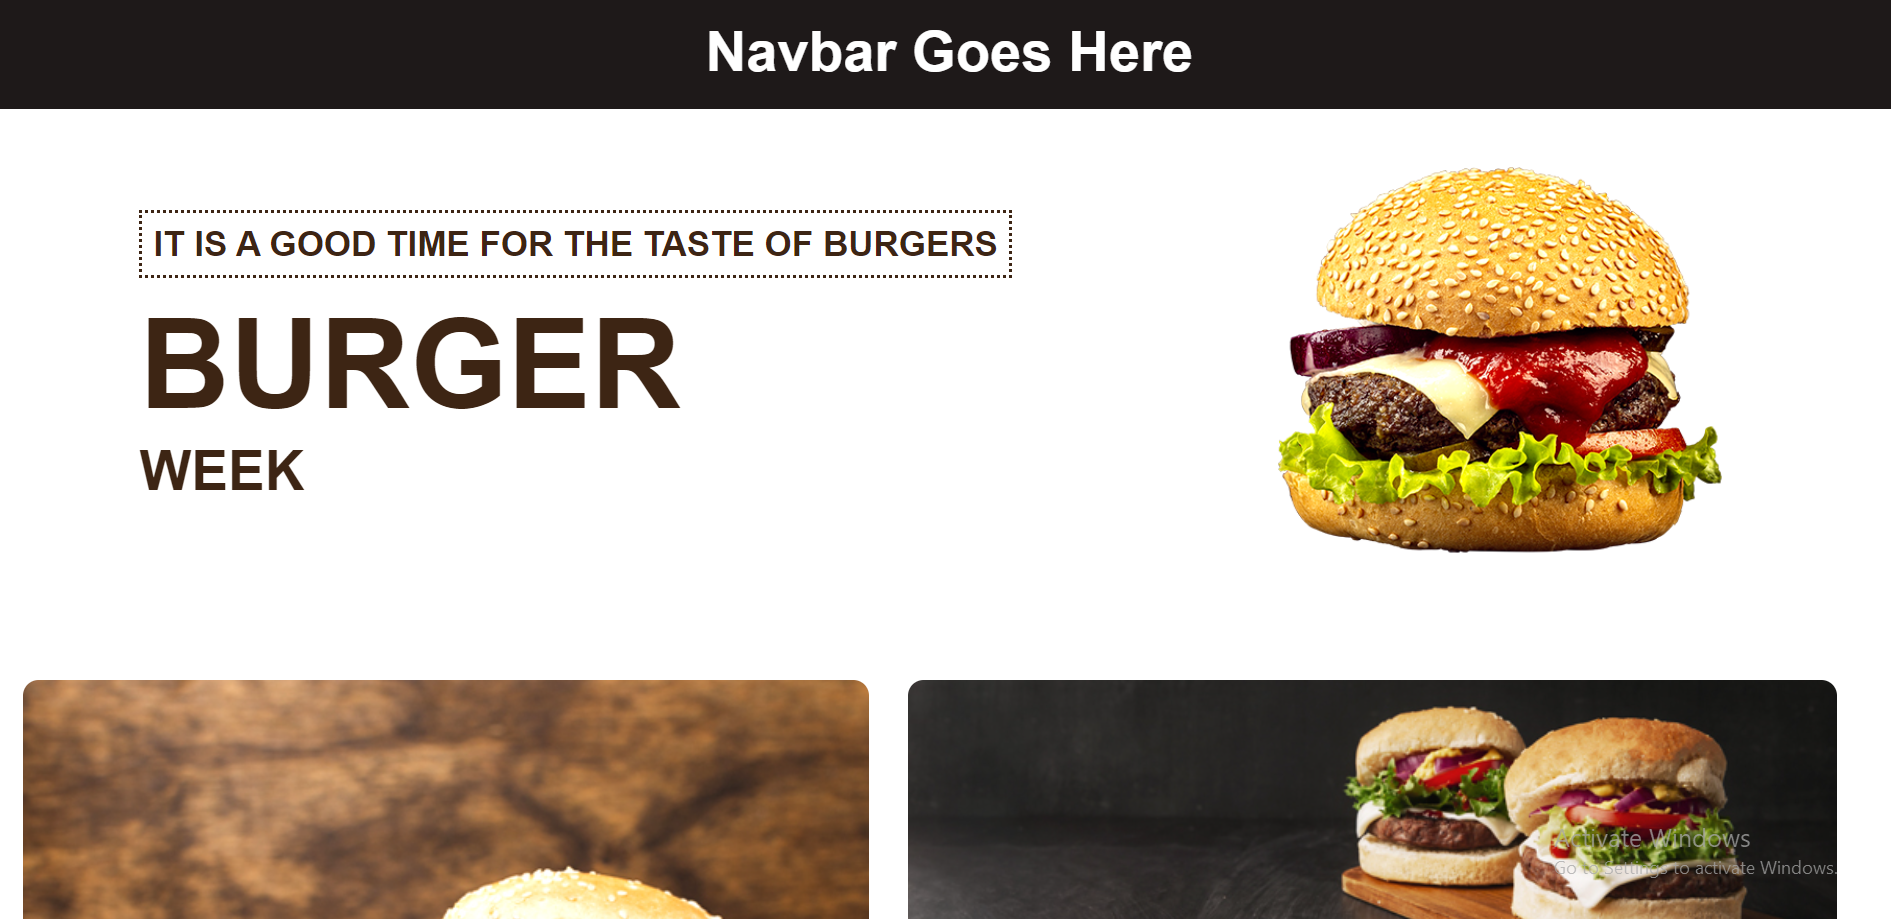 Navbar Goes Here
IT IS A GOOD TIME FOR THE TASTE OF BURGERS
BURGER
WEEK
Activate Windows
Go to Settings to activate Windows.